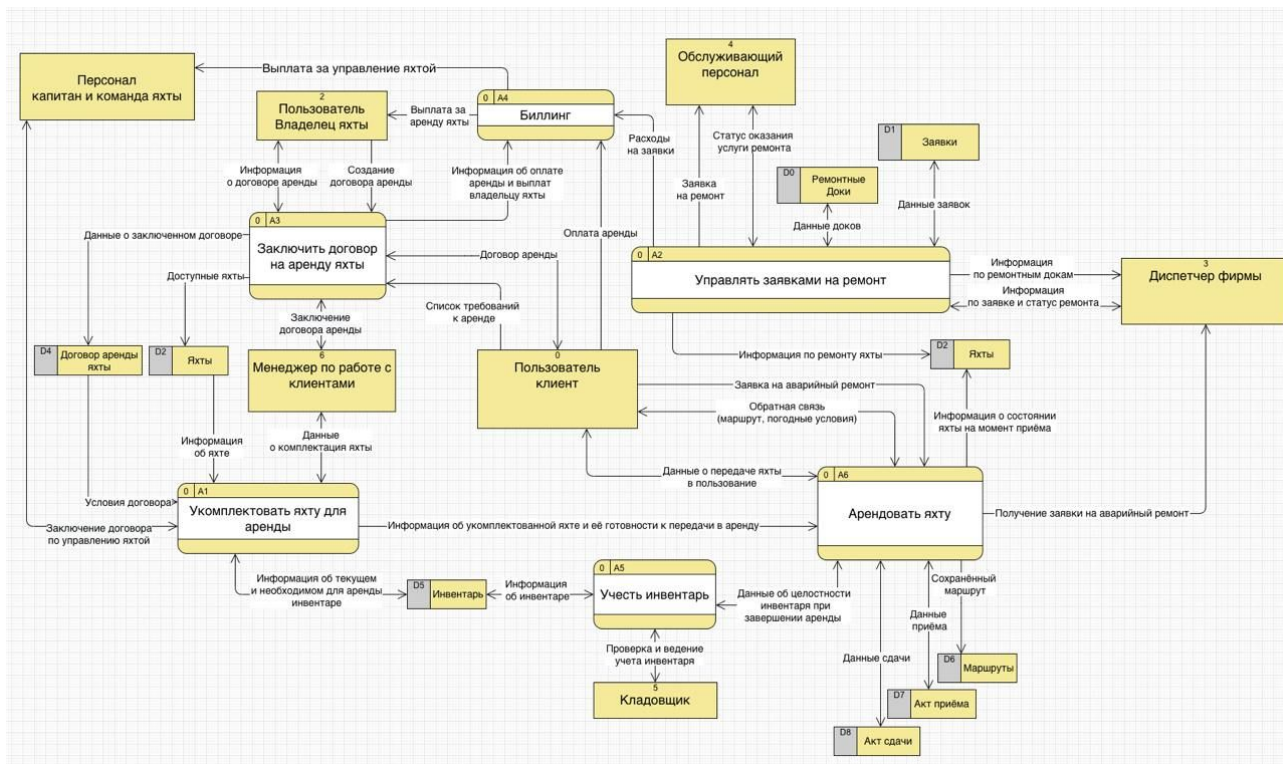 4
Обслуживающий
персонал
Персонал
капитан и команда яхты
Выплата за управление яхтой
2
Пользователь
Владелец яхты
Выплата за
аренду яхты
0 A4
Биллинг
Расходы
на заявки
Статус оказания
услуги ремонта
D1
Заявки
Информация
о договоре аренды
Создание
договора аренды
Информация об оплате
аренды и выплат
владельцу яхты
Заявка
на ремонт
D0
Ремонтные
Доки
Данные заявок
Данные доков
Оплата аренды
0 A3
Заключить договор
на аренду яхты
Данные о заключенном договоре
Доступные яхты
Договор аренды
0 A2
Управлять заявками на ремонт
Информация
по ремонтным докам
Информация
по заявке и статус ремонта
3
Диспетчер фирмы
Список требований
к аренде
Заключение
договора аренды
D4
Договор аренды
яхты
D2
Яхты
6
Менеджер по работе с
клиентами
0
Пользователь
клиент
Информация по ремонту яхты
D2
Яхты
Заявка на аварийный ремонт
Обратная связь
(маршрут, погодные условия)
Информация о состоянии
яхты на момент приёма
Информация
об яхте
Данные
о комплектация яхты
Данные о передаче яхты
в пользование
Условия договора
Заключение договора
по управлению яхтой
0 A1
Укомплектовать яхту для
аренды
Информация об укомплектованной яхте и её готовности к передачи в аренду
0 A6
Арендовать яхту
Получение заявки на аварийный ремонт
Информация об текущем
и необходимом для аренды
инвентаре
D5
Инвентарь
Информация
об инвентаре
0 A5
Учесть инвентарь
Данные об целостности
инвентаря при
завершении аренды
Сохранённый
маршрут
Данные
приёма
Данные сдачи
Проверка и ведение
учета инвентаря
5
Кладовщик
D6
Маршруты
D7
Акт приёма
D8
Акт сдачи